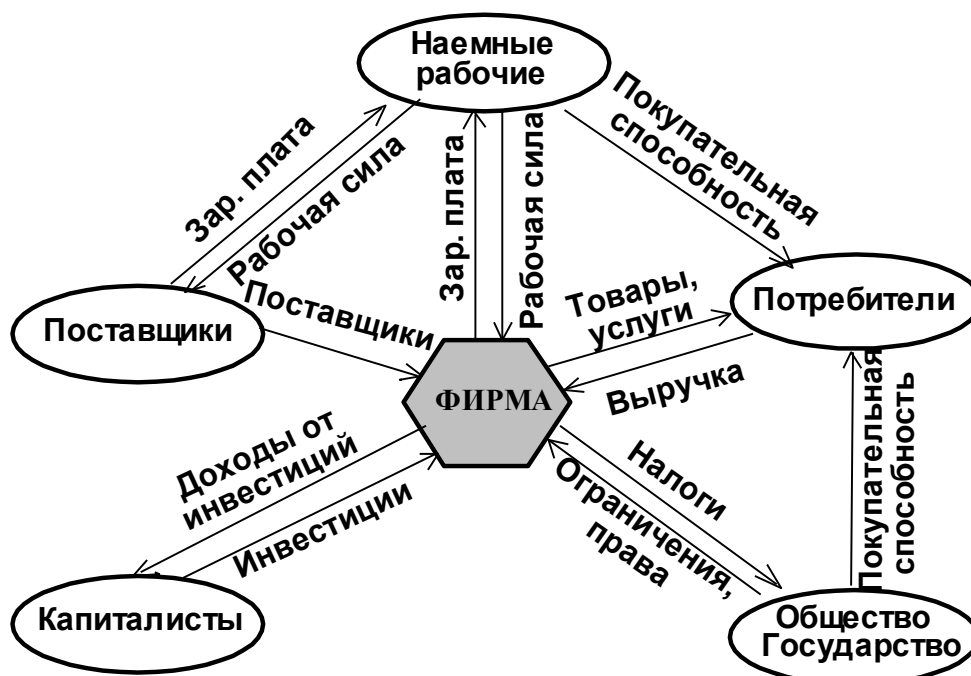 Наемные
рабочие
Зар. плата
Рабочая сила
Зар. плата
Рабочая сила
Покупательная
способность
Поставщики
Поставщики
Товары,
услуги
Потребители
Выручка
ФИРМА
Доходы от
инвестиций
Инвестиции
Налоги
Ограничения,
права
Покупательная
способность
Капиталисты
Общество
Государство